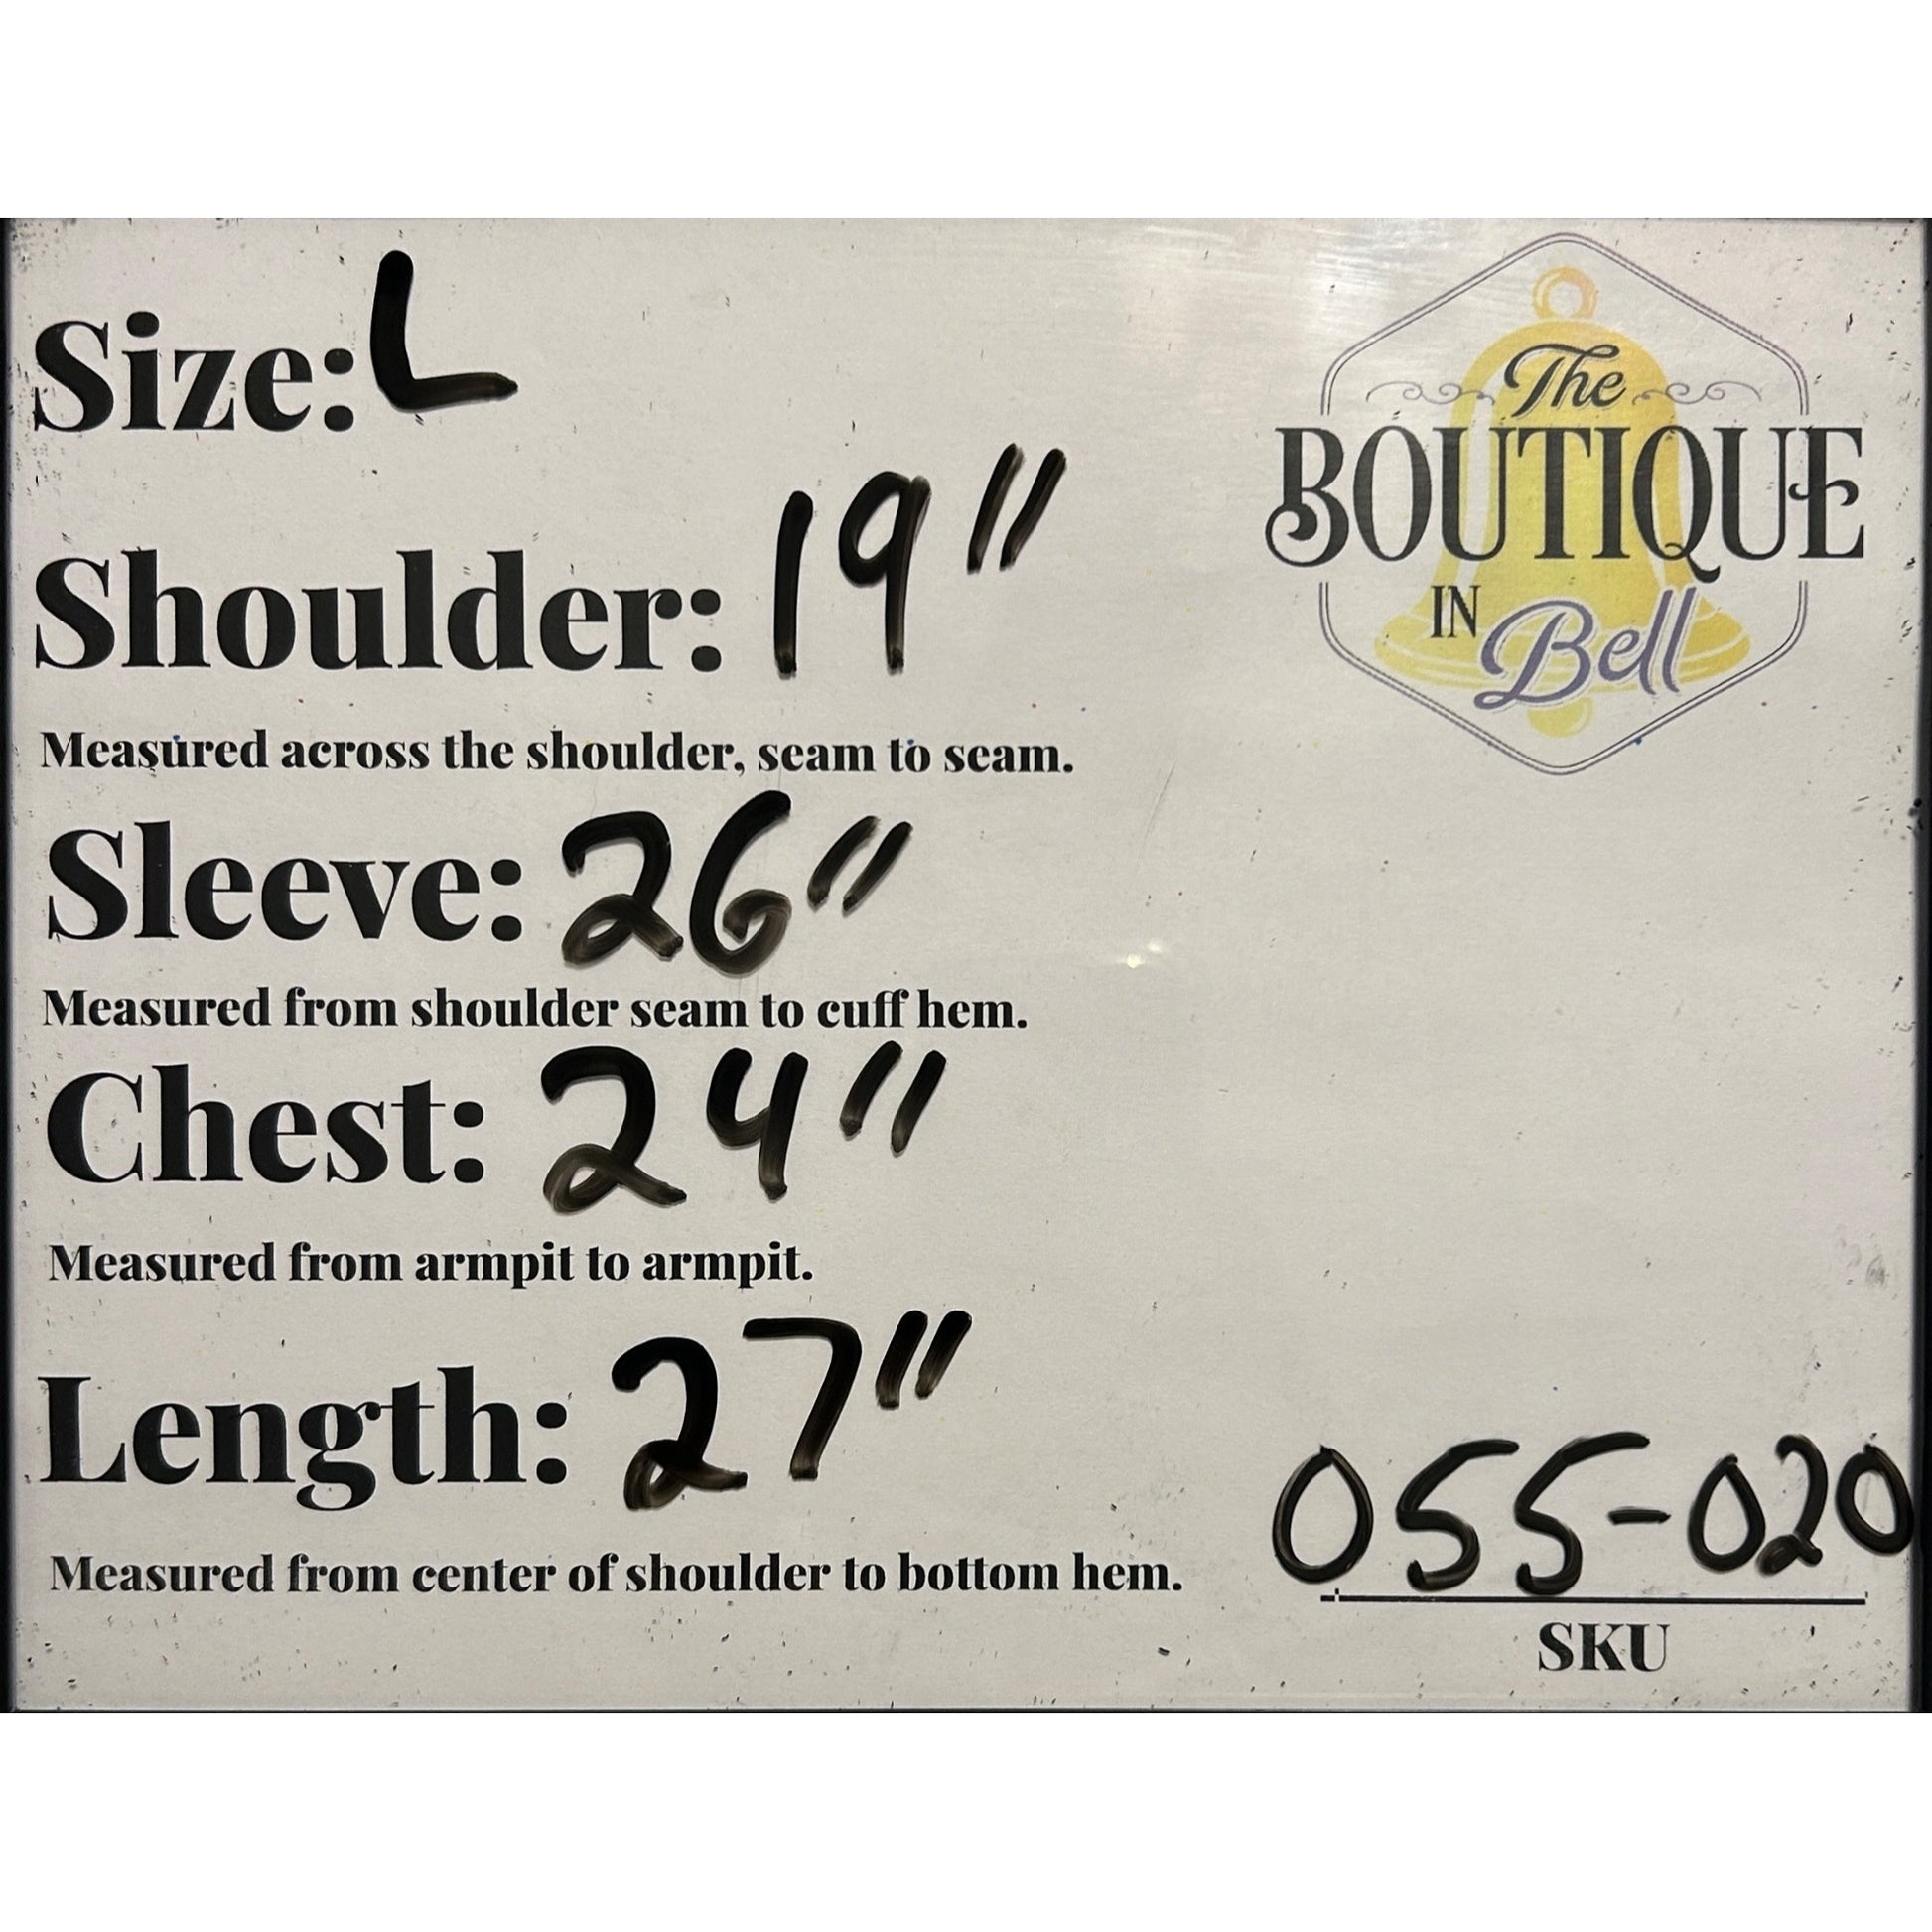 Size: L
The
BOUTIQUE
IN Bell
Shoulder: 19"
Measured across the shoulder, seam to seam.
Sleeve: 26"
Measured from shoulder seam to cuff hem.
Chest: 24"
Measured from armpit to armpit.
Length: 27"
Measured from center of shoulder to bottom hem.
055-020
SKU